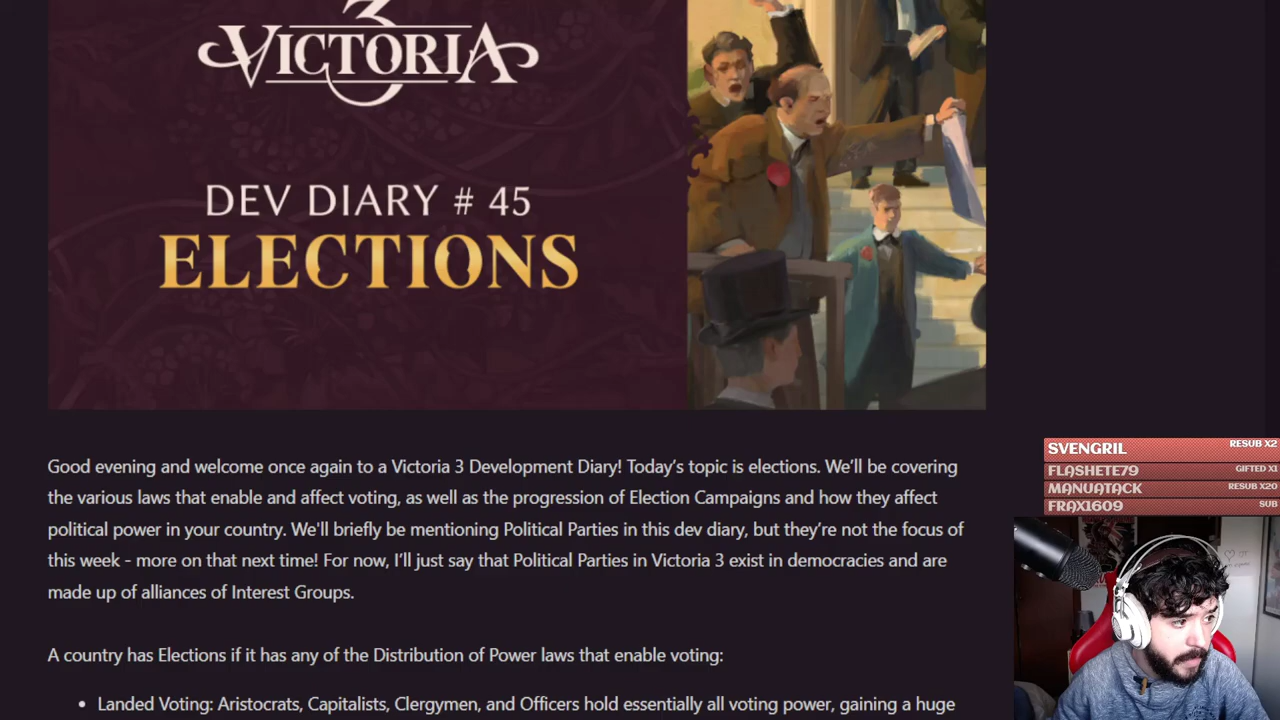 3
VICTORIA
DEV DIARY # 45
ELECTIONS
Good evening and welcome once again to a Victoria 3 Development Diary! Today's topic is elections. We'll be covering
the various laws that enable and affect voting, as well as the progression of Election Campaigns and how they affect
political power in your country. We'll briefly be mentioning Political Parties in this dev diary, but they're not the focus of
this week - more on that next time! For now, I'll just say that Political Parties in Victoria 3 exist in democracies and are
made up of alliances of Interest Groups.
A country has Elections if it has any of the Distribution of Power laws that enable voting:
• Landed Voting: Aristocrats, Capitalists, Clergymen, and Officers hold essentially all voting power, gaining a huge
SVENGRIL RESUB X2
FLASHETE79 GIFTED X1
MANUATACK RESUB X20
FRAX1609 SUB